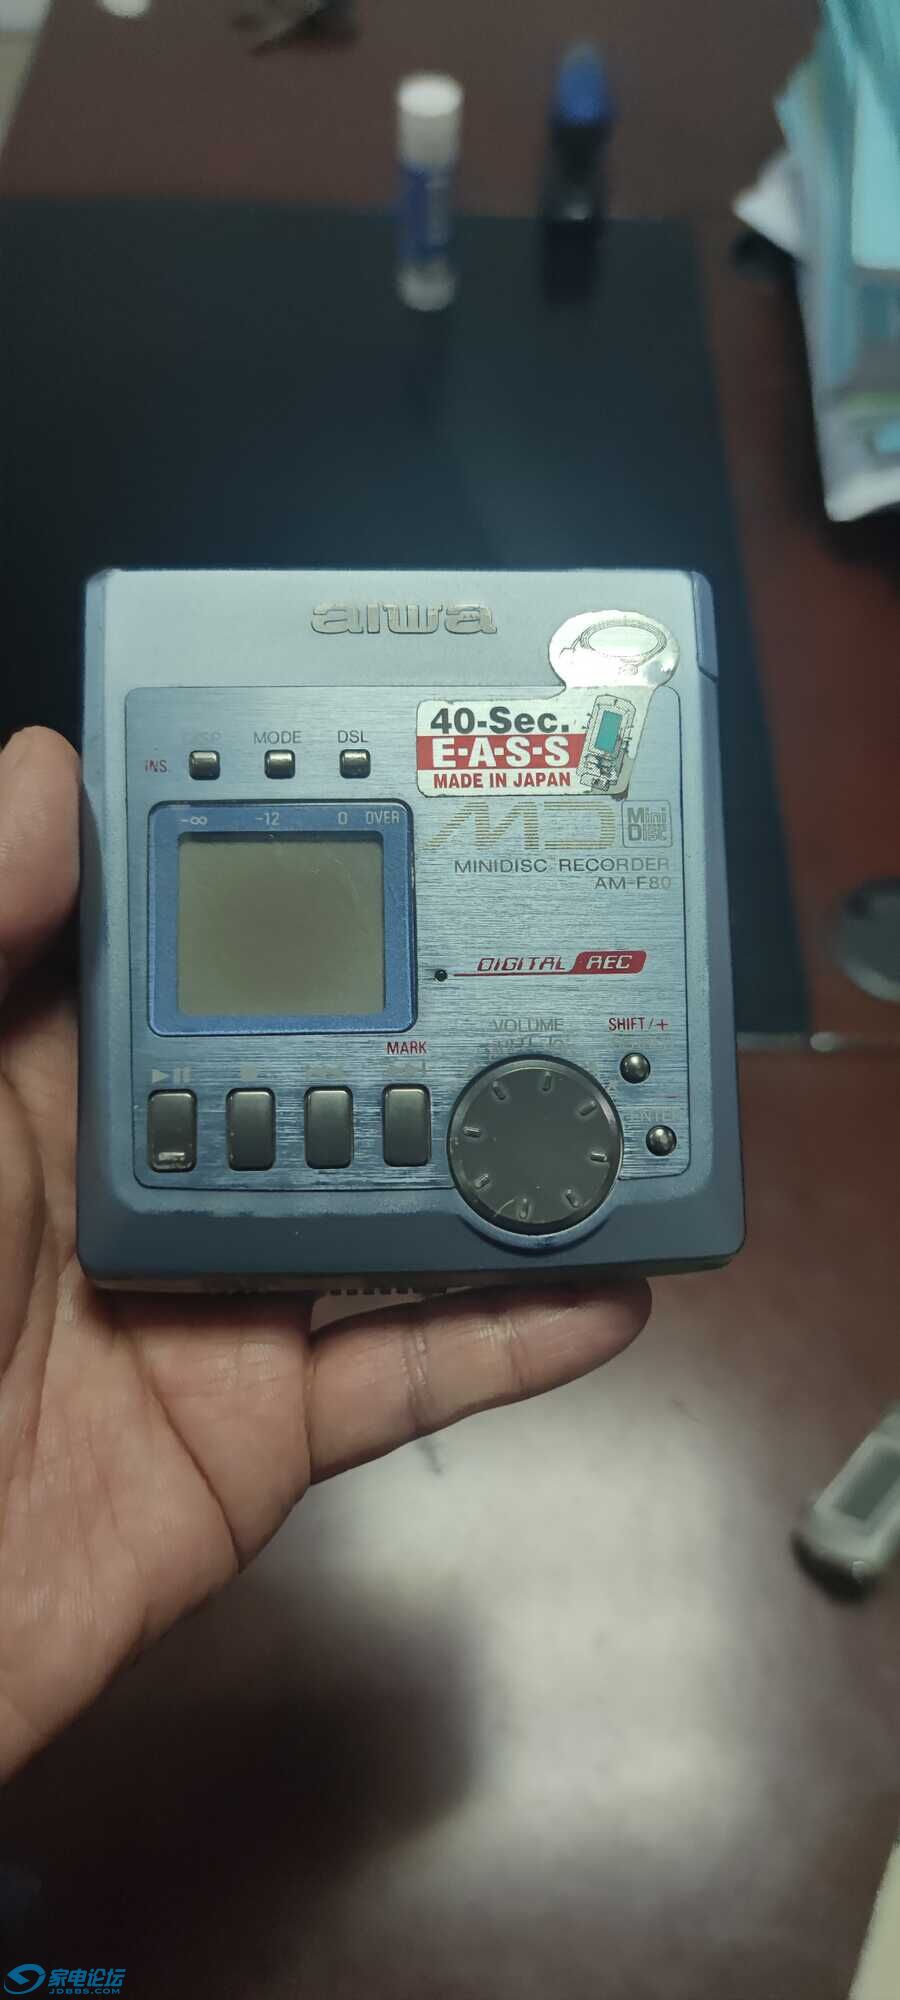 aiwa
40-Sec.
E·A·S·S
MADE IN JAPAN
DISP MODE DSL
INS.
-∞ -12 0 OVER
MD Mini Disc
MINIDISC RECORDER
AM-F80
DIGITAL REC
VOLUME
SHIFT/+
MARK
ENTER
家电论坛
JDBBS.COM